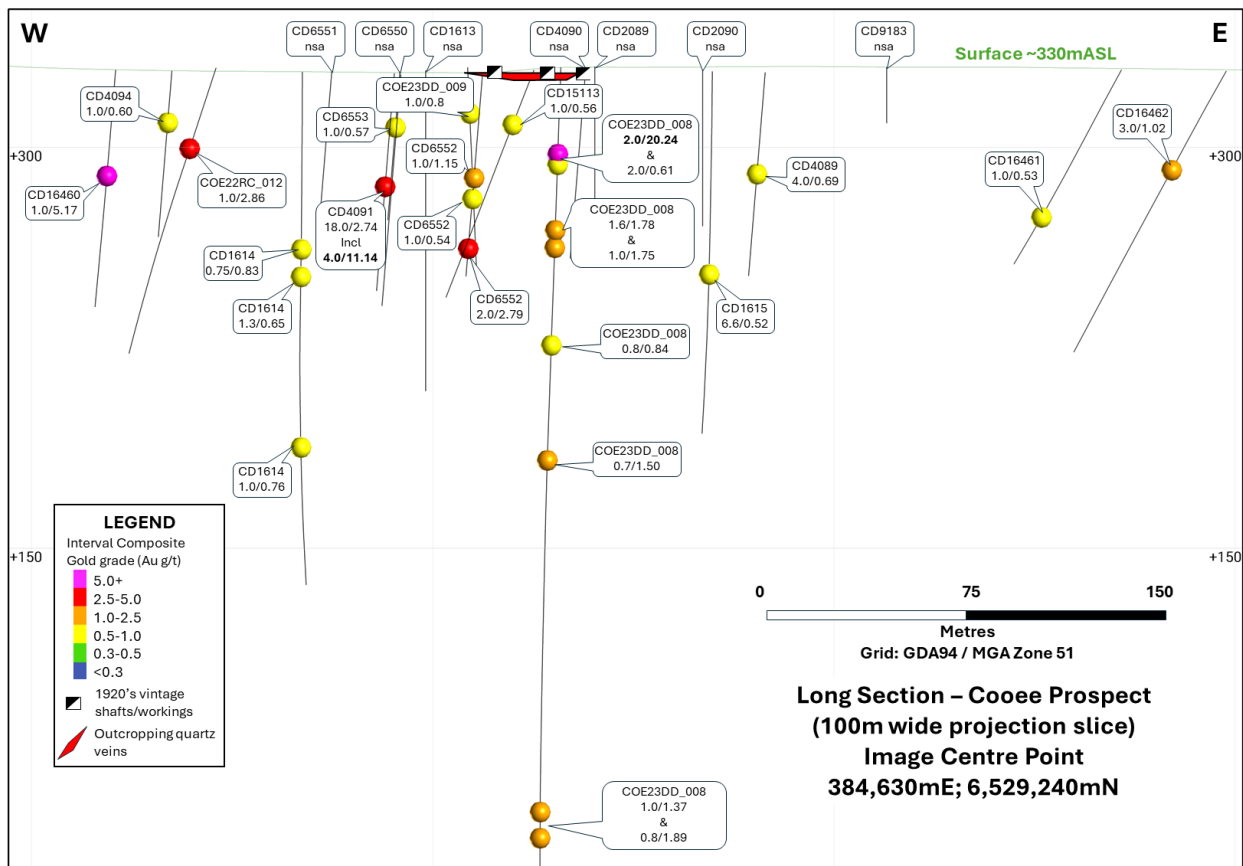 W
E
CD6551
nsa
CD6550
nsa
CD1613
nsa
CD4090
nsa
CD2089
nsa
CD2090
nsa
CD9183
nsa
Surface ~330mASL
CD4094
1.0/0.60
COE23DD_009
1.0/0.8
CD15113
1.0/0.56
CD6553
1.0/0.57
COE23DD_008
2.0/20.24
&
2.0/0.61
CD16462
3.0/1.02
+300
+300
CD6552
1.0/1.15
CD16460
1.0/5.17
COE22RC_012
1.0/2.86
CD4089
4.0/0.69
CD16461
1.0/0.53
CD4091
18.0/2.74
Incl
4.0/11.14
CD6552
1.0/0.54
COE23DD_008
1.6/1.78
&
1.0/1.75
CD1614
0.75/0.83
CD1614
1.3/0.65
CD6552
2.0/2.79
CD1615
6.6/0.52
COE23DD_008
0.8/0.84
COE23DD_008
0.7/1.50
CD1614
1.0/0.76
+150
+150
LEGEND
Interval Composite
Gold grade (Au g/t)
5.0+
2.5-5.0
1.0-2.5
0.5-1.0
0.3-0.5
<0.3
1920's vintage
shafts/workings
Outcropping quartz
veins
0 75 150
Metres
Grid: GDA94 / MGA Zone 51
Long Section – Cooee Prospect
(100m wide projection slice)
Image Centre Point
384,630mE; 6,529,240mN
COE23DD_008
1.0/1.37
&
0.8/1.89